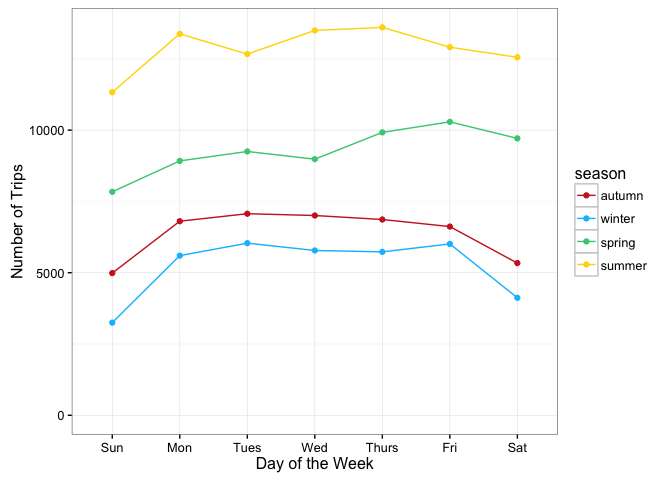 10000
5000
0
Number of Trips
Sun Mon Tues Wed Thurs Fri Sat
Day of the Week
season
autumn
winter
spring
summer